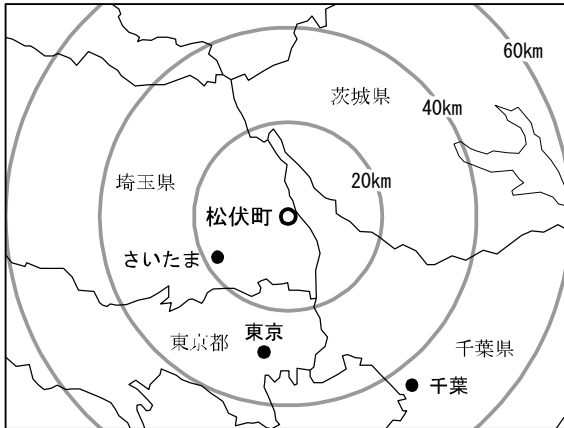 60km
茨城県
40km
埼玉県
20km
松伏町
さいたま
東京都
東京
千葉県
千葉